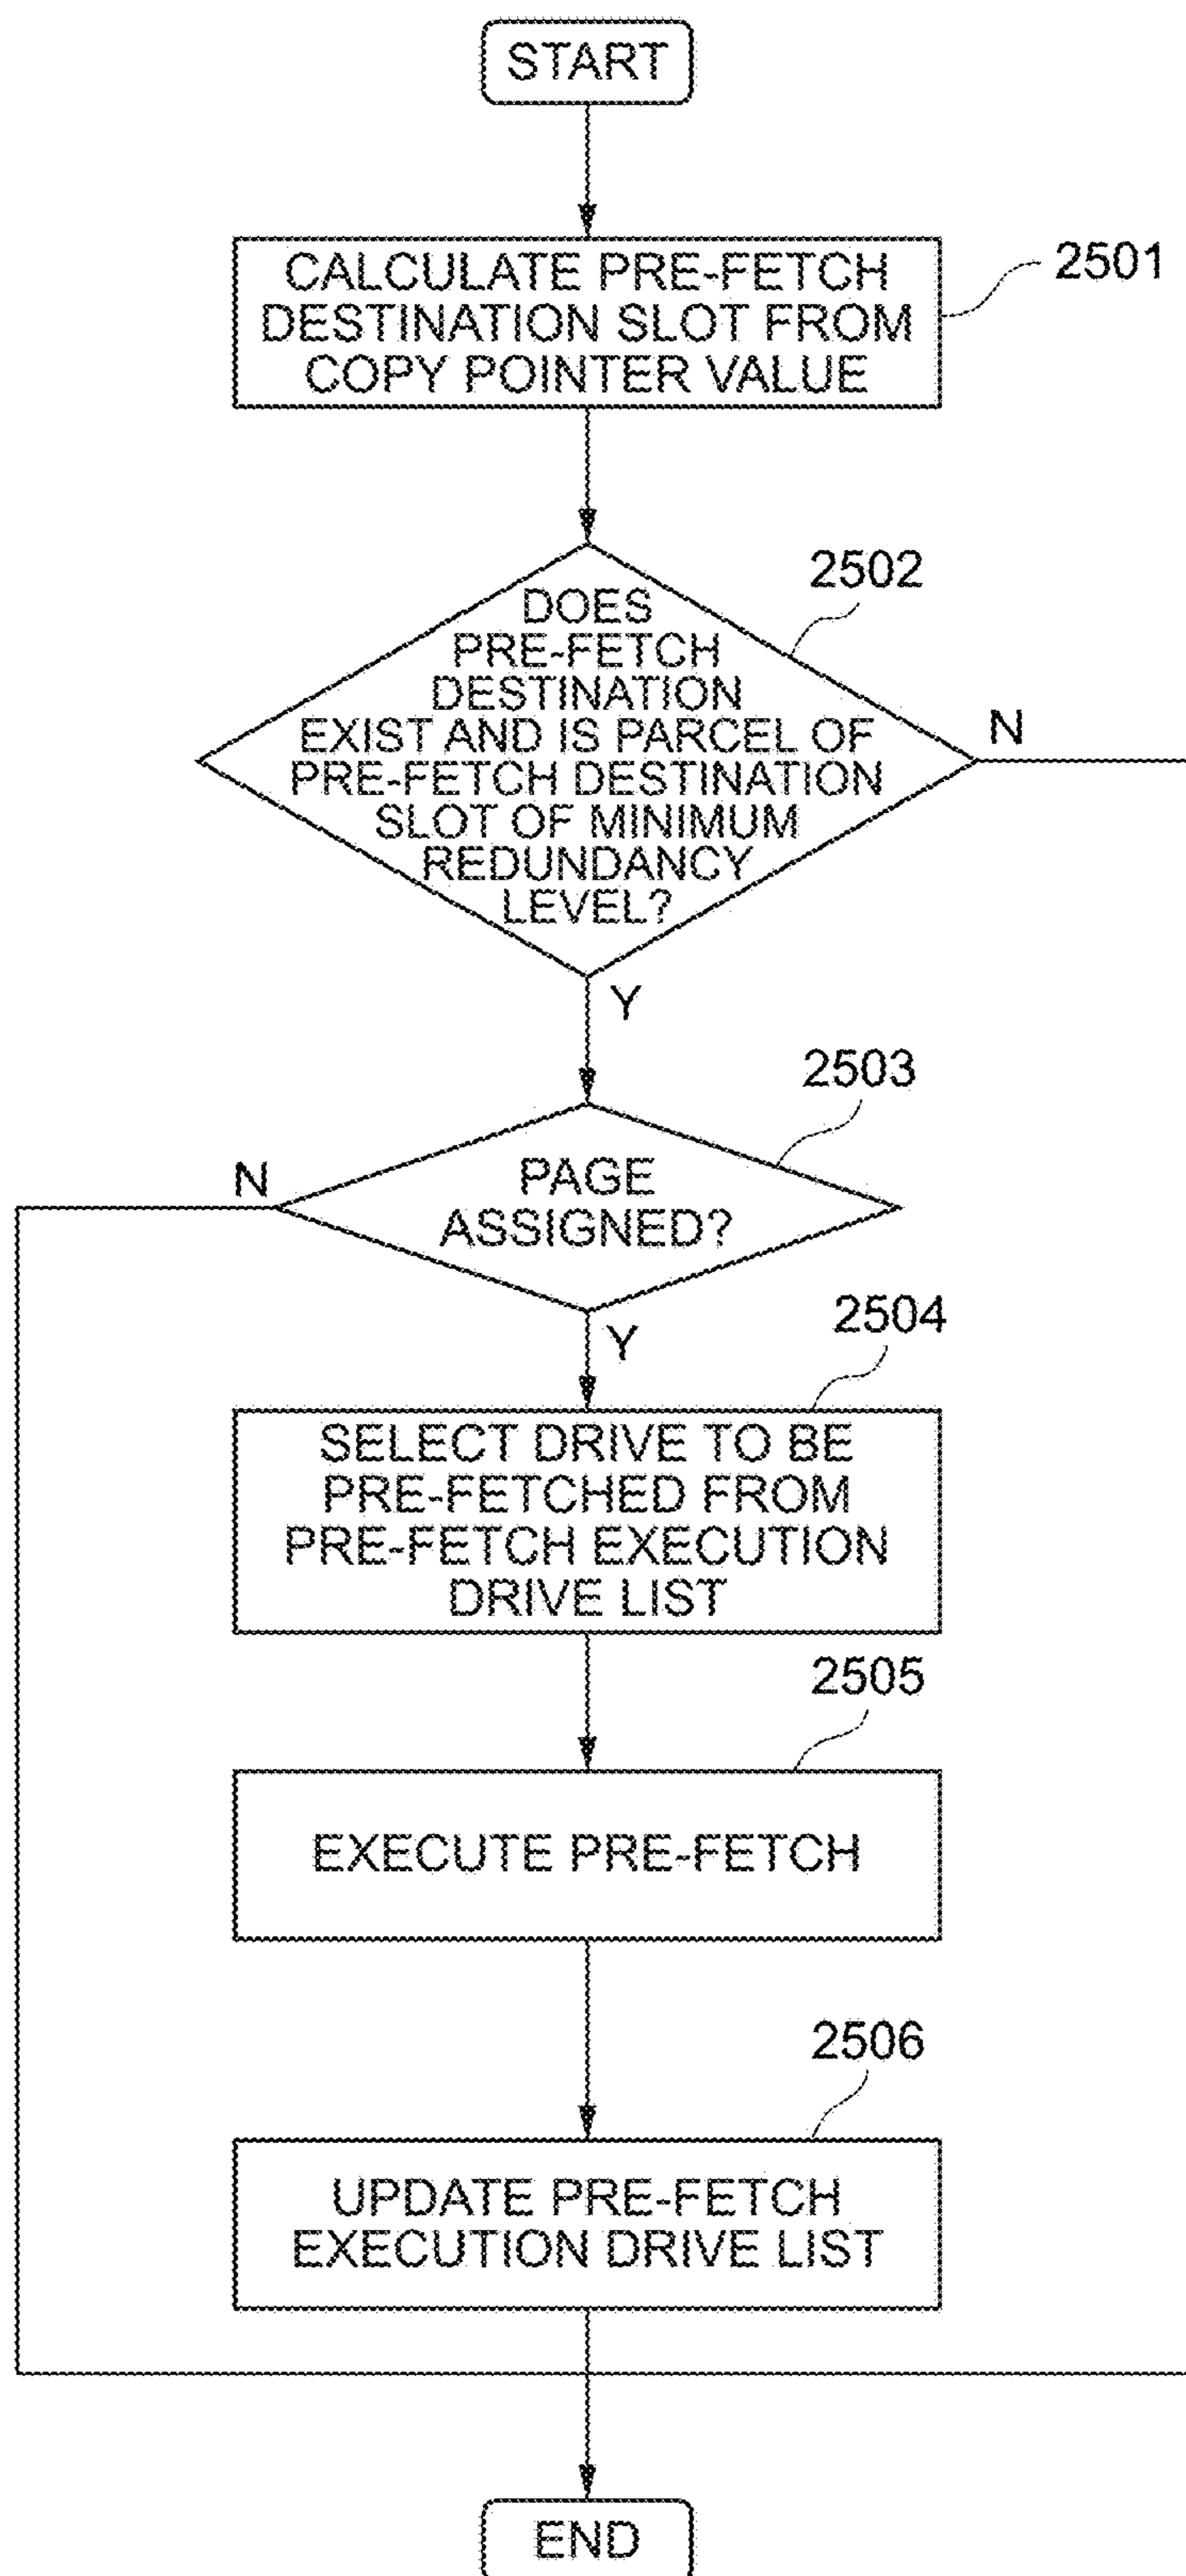 START
CALCULATE PRE-FETCH
DESTINATION SLOT FROM
COPY POINTER VALUE
2501
2502
DOES
PRE-FETCH
DESTINATION
EXIST AND IS PARCEL OF
PRE-FETCH DESTINATION
SLOT OF MINIMUM
REDUNDANCY
LEVEL?
N
Y
2503
PAGE
ASSIGNED?
N
Y
2504
SELECT DRIVE TO BE
PRE-FETCHED FROM
PRE-FETCH EXECUTION
DRIVE LIST
2505
EXECUTE PRE-FETCH
2506
UPDATE PRE-FETCH
EXECUTION DRIVE LIST
END